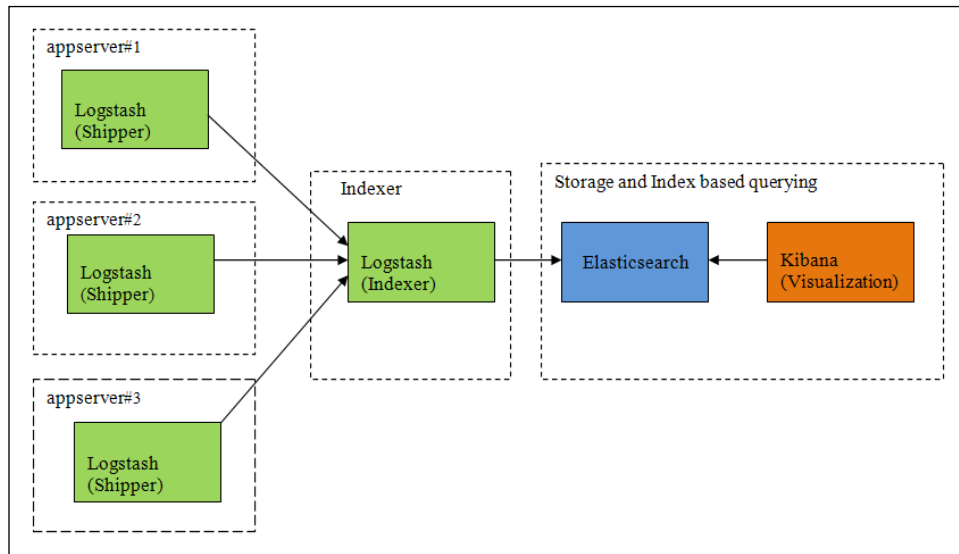 appserver#1
Logstash
(Shipper)
appserver#2
Logstash
(Shipper)
appserver#3
Logstash
(Shipper)
Indexer
Logstash
(Indexer)
Storage and Index based querying
Elasticsearch
Kibana
(Visualization)